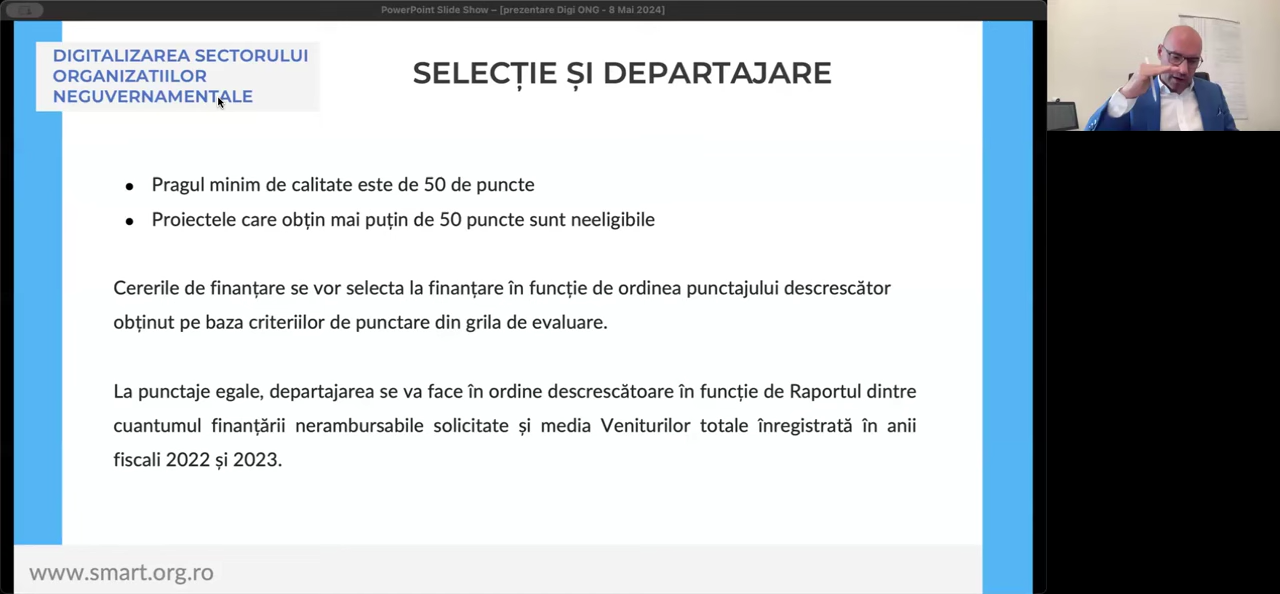 PowerPoint Slide Show – [prezentare Digi ONG - 8 Mai 2024]
DIGITALIZAREA SECTORULUI
ORGANIZATIILOR
NEGUVERNAMENTALE
SELECȚIE ȘI DEPARTAJARE
● Pragul minim de calitate este de 50 de puncte
● Proiectele care obțin mai puțin de 50 puncte sunt neeligibile
Cererile de finanțare se vor selecta la finanțare în funcție de ordinea punctajului descrescător
obținut pe baza criteriilor de punctare din grila de evaluare.
La punctaje egale, departajarea se va face în ordine descrescătoare în funcție de Raportul dintre
cuantumul finanțării nerambursabile solicitate și media Veniturilor totale înregistrată în anii
fiscali 2022 și 2023.
www.smart.org.ro